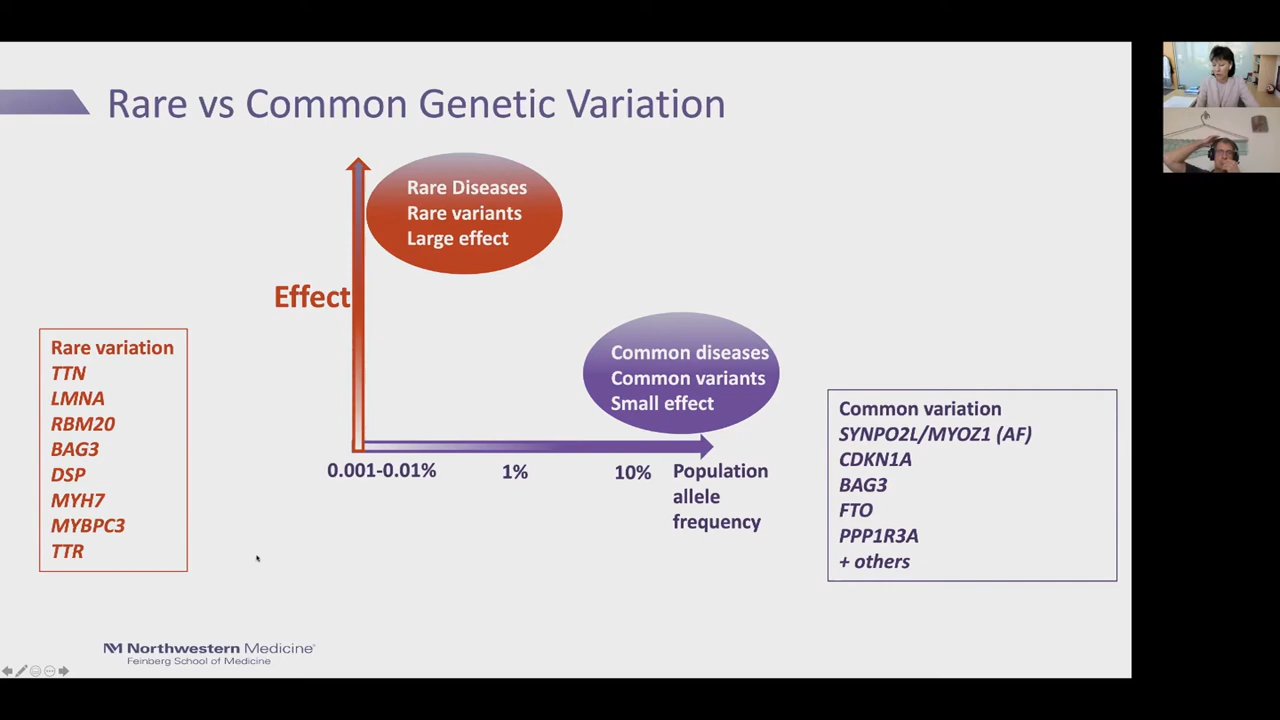 Rare vs Common Genetic Variation
Rare Diseases
Rare variants
Large effect
Effect
Common diseases
Common variants
Small effect
0.001-0.01%
1%
10%
Population
allele
frequency
Rare variation
TTN
LMNA
RBM20
BAG3
DSP
MYH7
MYBPC3
TTR
Common variation
SYNPO2L/MYOZ1 (AF)
CDKN1A
BAG3
FTO
PPP1R3A
+ others
Northwestern Medicine
Feinberg School of Medicine